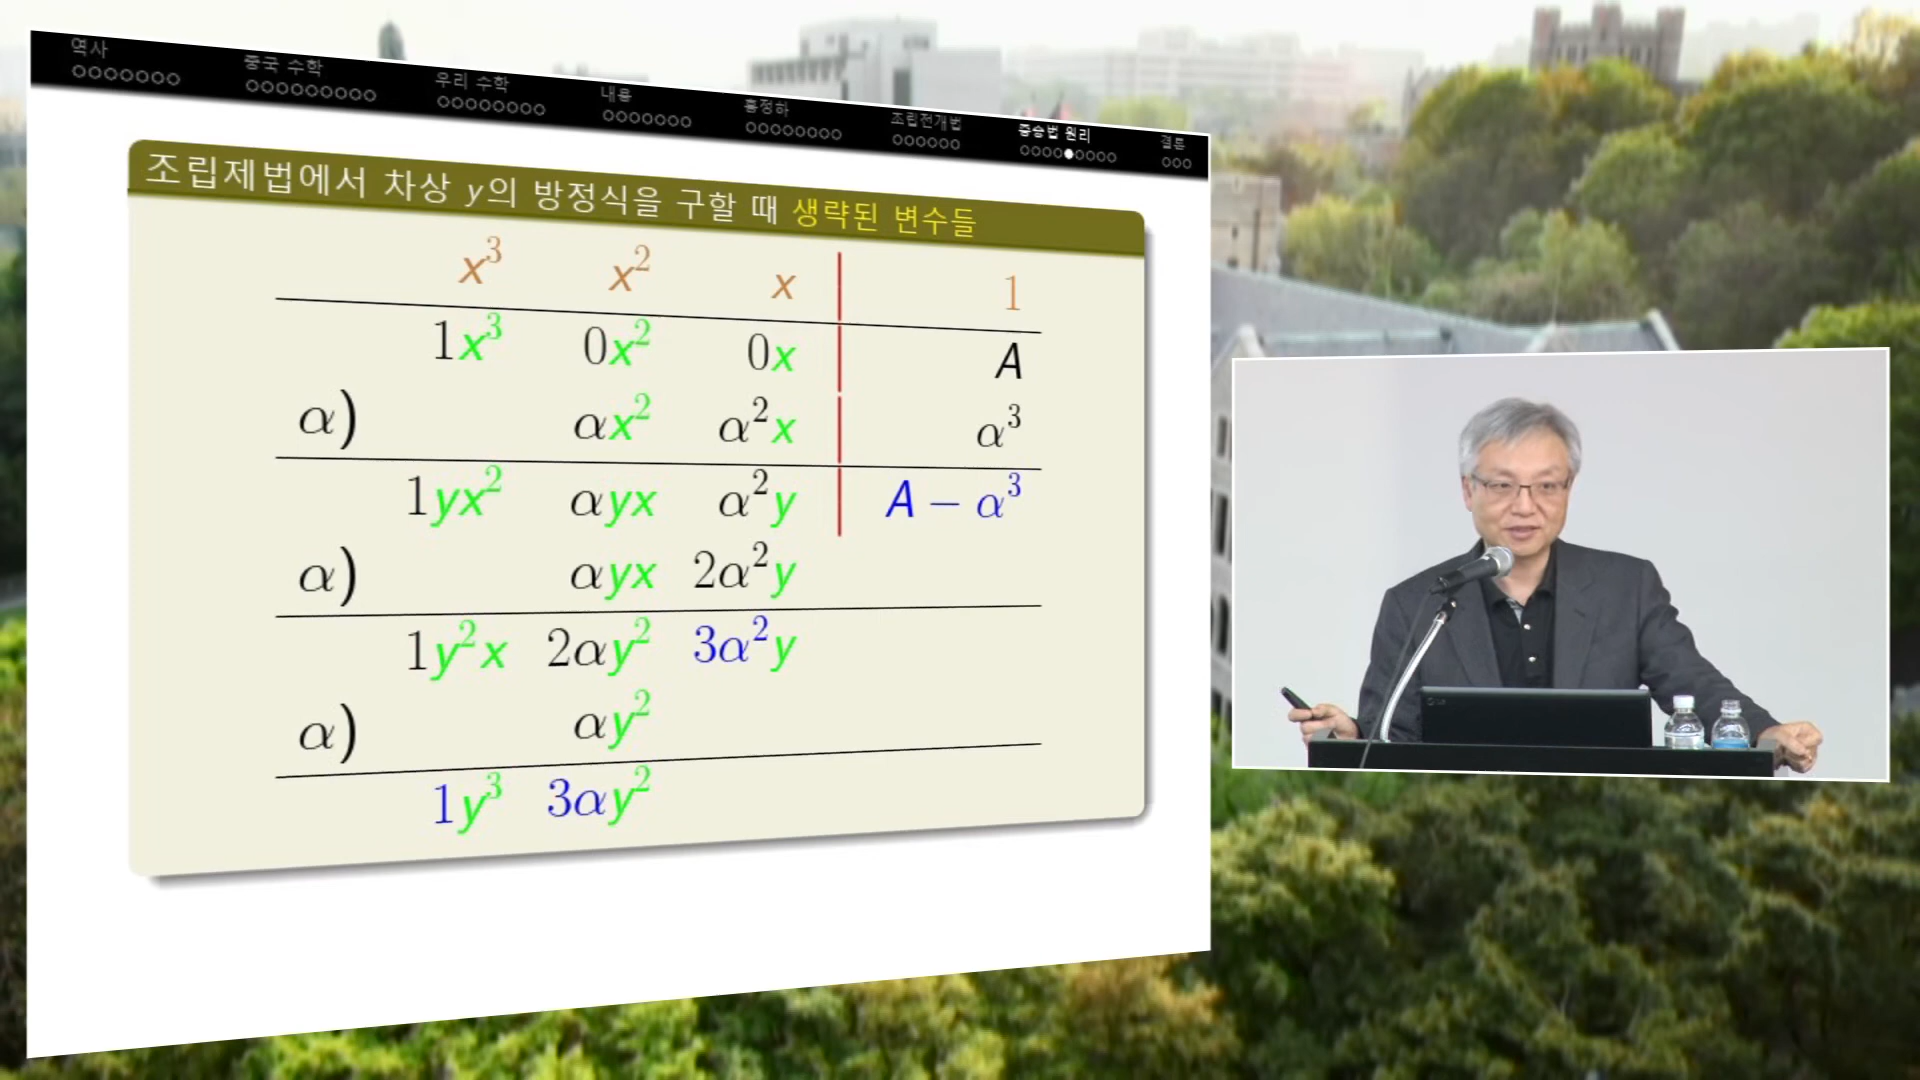 역사 중국 수학 우리 수학 내용 홍정하 조립전개법 증승법 원리 결론
조립제법에서 차상 y의 방정식을 구할 때 생략된 변수들
x³ x² x 1
1x³ 0x² 0x A
α) αx² α²x α³
1yx² αyx α²y A − α³
α) αyx 2α²y
1y²x 2αy² 3α²y
α) αy²
1y³ 3αy²